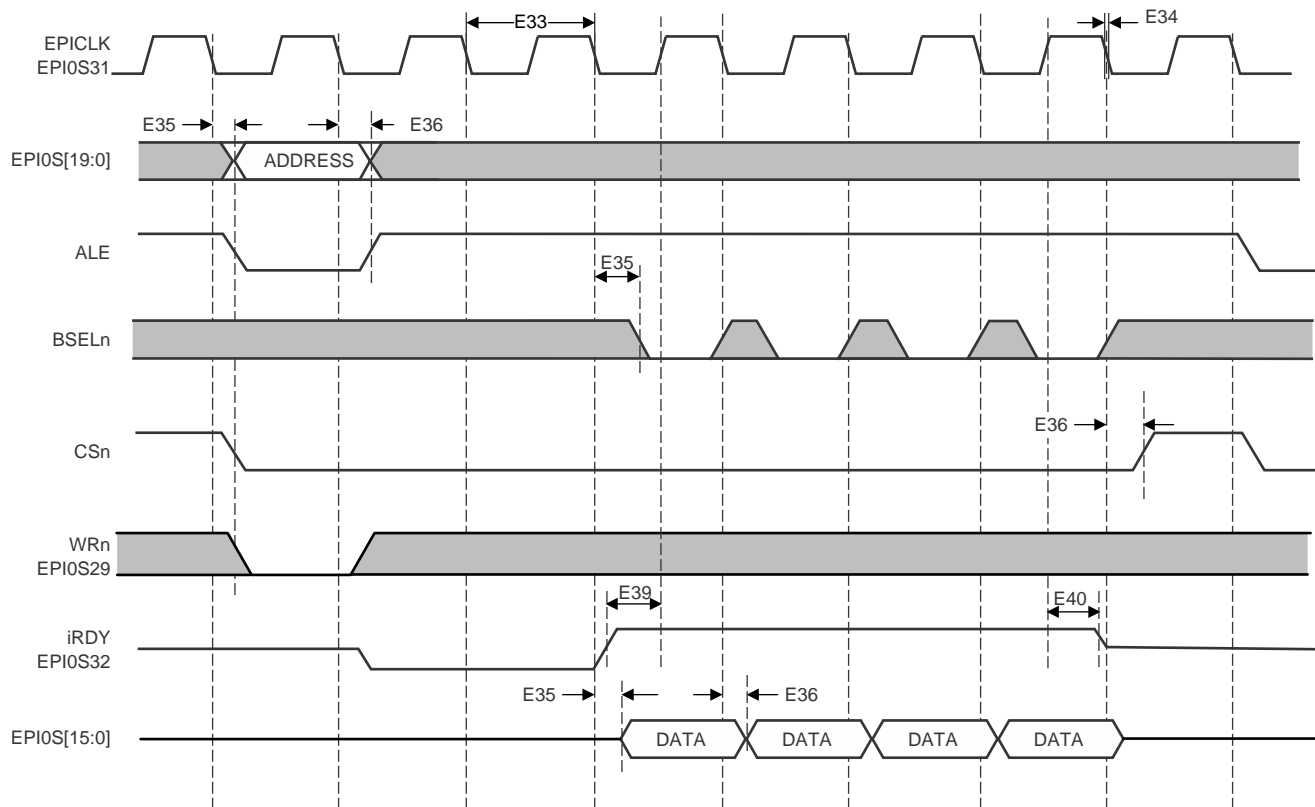 E33
E34
EPICLK
EPI0S31
E35
E36
EPI0S[19:0]
ADDRESS
ALE
E35
BSELn
E36
CSn
WRn
EPI0S29
E39
E40
iRDY
EPI0S32
E35
E36
EPI0S[15:0]
DATA
DATA
DATA
DATA